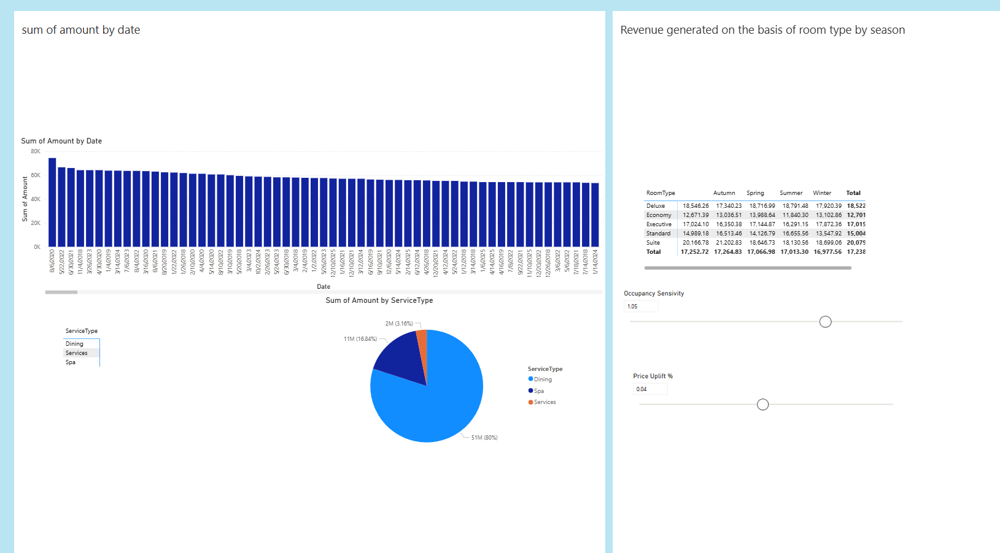 sum of amount by date
Sum of Amount by Date
Sum of Amount
80K
60K
40K
20K
0K
8/6/2020
5/22/2022
6/30/2021
11/4/2018
3/26/2023
4/30/2020
1/4/2019
3/14/2024
7/6/2023
8/4/2022
3/16/2020
8/6/2021
8/20/2019
1/22/2022
1/26/2018
2/10/2020
4/4/2020
5/14/2020
8/10/2022
3/10/2019
5/20/2018
3/4/2023
10/2/2024
2/26/2023
5/24/2023
6/30/2018
3/4/2018
2/4/2019
1/2/2022
5/26/2023
12/10/2025
1/16/2021
12/10/2021
3/12/2024
6/16/2019
9/10/2021
12/6/2020
5/14/2024
2/14/2025
6/12/2024
4/26/2018
12/20/2021
4/12/2024
5/24/2022
1/12/2018
3/14/2018
1/6/2025
4/14/2021
4/16/2019
7/8/2022
9/22/2021
11/10/2025
12/20/2022
12/26/2018
3/6/2022
5/6/2022
7/18/2021
7/14/2018
1/14/2024
Date
ServiceType
Dining
Services
Spa
Sum of Amount by ServiceType
2M (3.16%)
11M (16.84%)
51M (80%)
ServiceType
Dining
Spa
Services
Revenue generated on the basis of room type by season
RoomType Autumn Spring Summer Winter Total
Deluxe 18,546.26 17,340.23 18,716.99 18,791.48 17,920.39 18,522
Economy 12,671.39 13,036.51 13,988.64 11,840.30 13,102.86 12,701
Executive 17,024.10 16,350.38 17,144.87 16,291.15 17,872.36 17,015
Standard 14,989.18 16,513.46 14,126.79 16,655.56 13,547.92 15,004
Suite 20,166.78 21,202.83 18,646.73 18,130.56 18,699.06 20,079
Total 17,252.72 17,264.83 17,066.98 17,013.30 16,977.56 17,238
Occupancy Sensivity
1.05
Price Uplift %
0.04